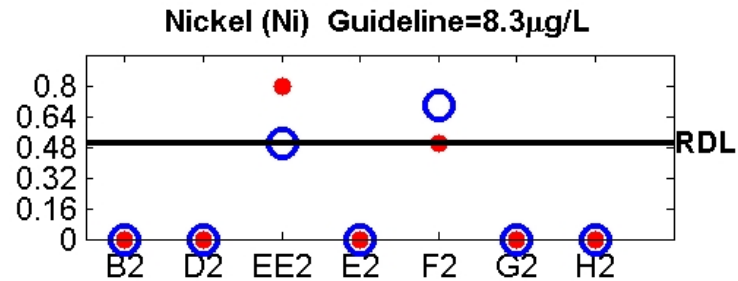 Nickel (Ni) Guideline=8.3µg/L
0.8
0.64
0.48
0.32
0.16
0
RDL
B2 D2 EE2 E2 F2 G2 H2